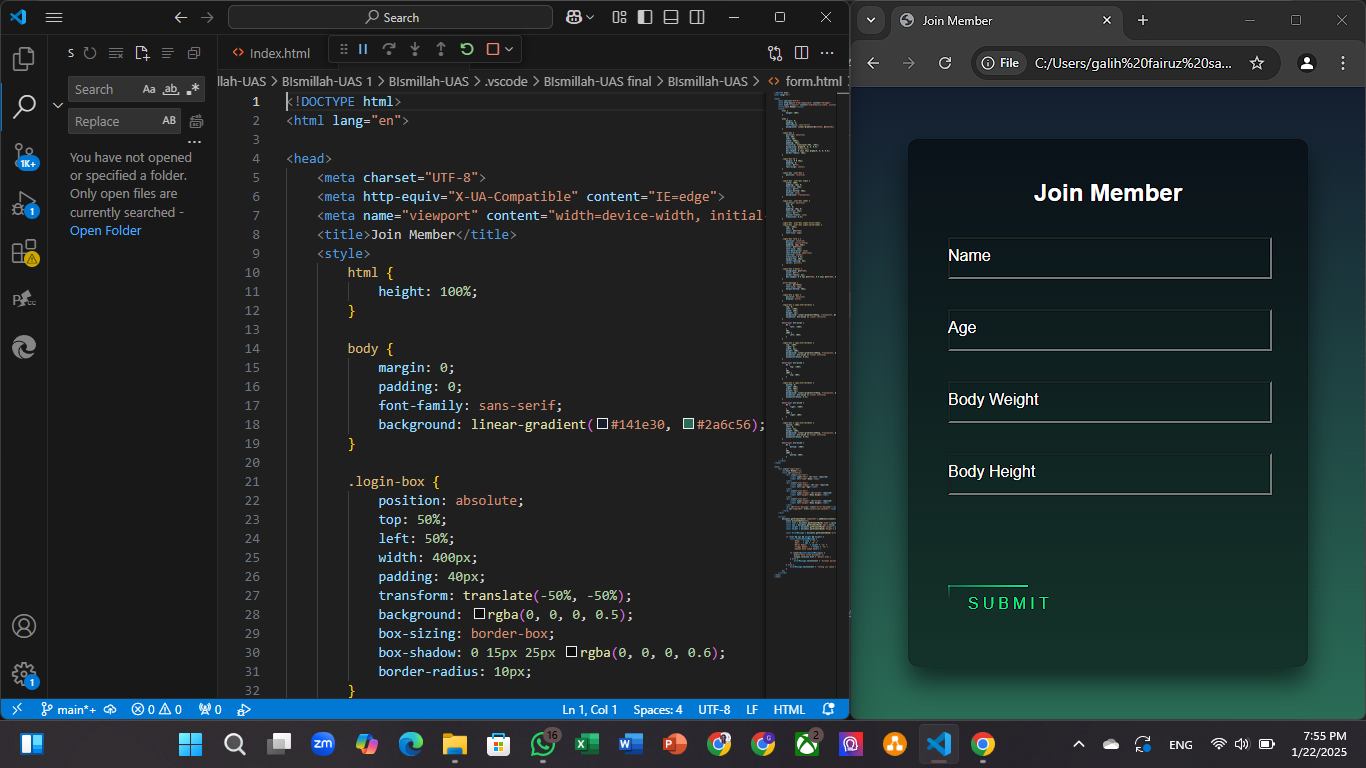 Search
S
Index.html
Search
Aa
ab
.*
Replace
AB
You have not opened
or specified a folder.
Only open files are
currently searched -
Open Folder
1K+
1
1
llah-UAS > BIsmillah-UAS 1 > BIsmillah-UAS > .vscode > BIsmillah-UAS final > BIsmillah-UAS > form.html
1 <!DOCTYPE html>
2 <html lang="en">
3
4 <head>
5 <meta charset="UTF-8">
6 <meta http-equiv="X-UA-Compatible" content="IE=edge">
7 <meta name="viewport" content="width=device-width, initial-
8 <title>Join Member</title>
9 <style>
10 html {
11 height: 100%;
12 }
13
14 body {
15 margin: 0;
16 padding: 0;
17 font-family: sans-serif;
18 background: linear-gradient(#141e30, #2a6c56);
19 }
20
21 .login-box {
22 position: absolute;
23 top: 50%;
24 left: 50%;
25 width: 400px;
26 padding: 40px;
27 transform: translate(-50%, -50%);
28 background: rgba(0, 0, 0, 0.5);
29 box-sizing: border-box;
30 box-shadow: 0 15px 25px rgba(0, 0, 0, 0.6);
31 border-radius: 10px;
32 }
main*+ 0 0 0 Ln 1, Col 1 Spaces: 4 UTF-8 LF HTML
Join Member
File C:/Users/galih%20fairuz%20sa...
Join Member
Name
Age
Body Weight
Body Height
SUBMIT
zm
16
2
ENG
7:55 PM
1/22/2025